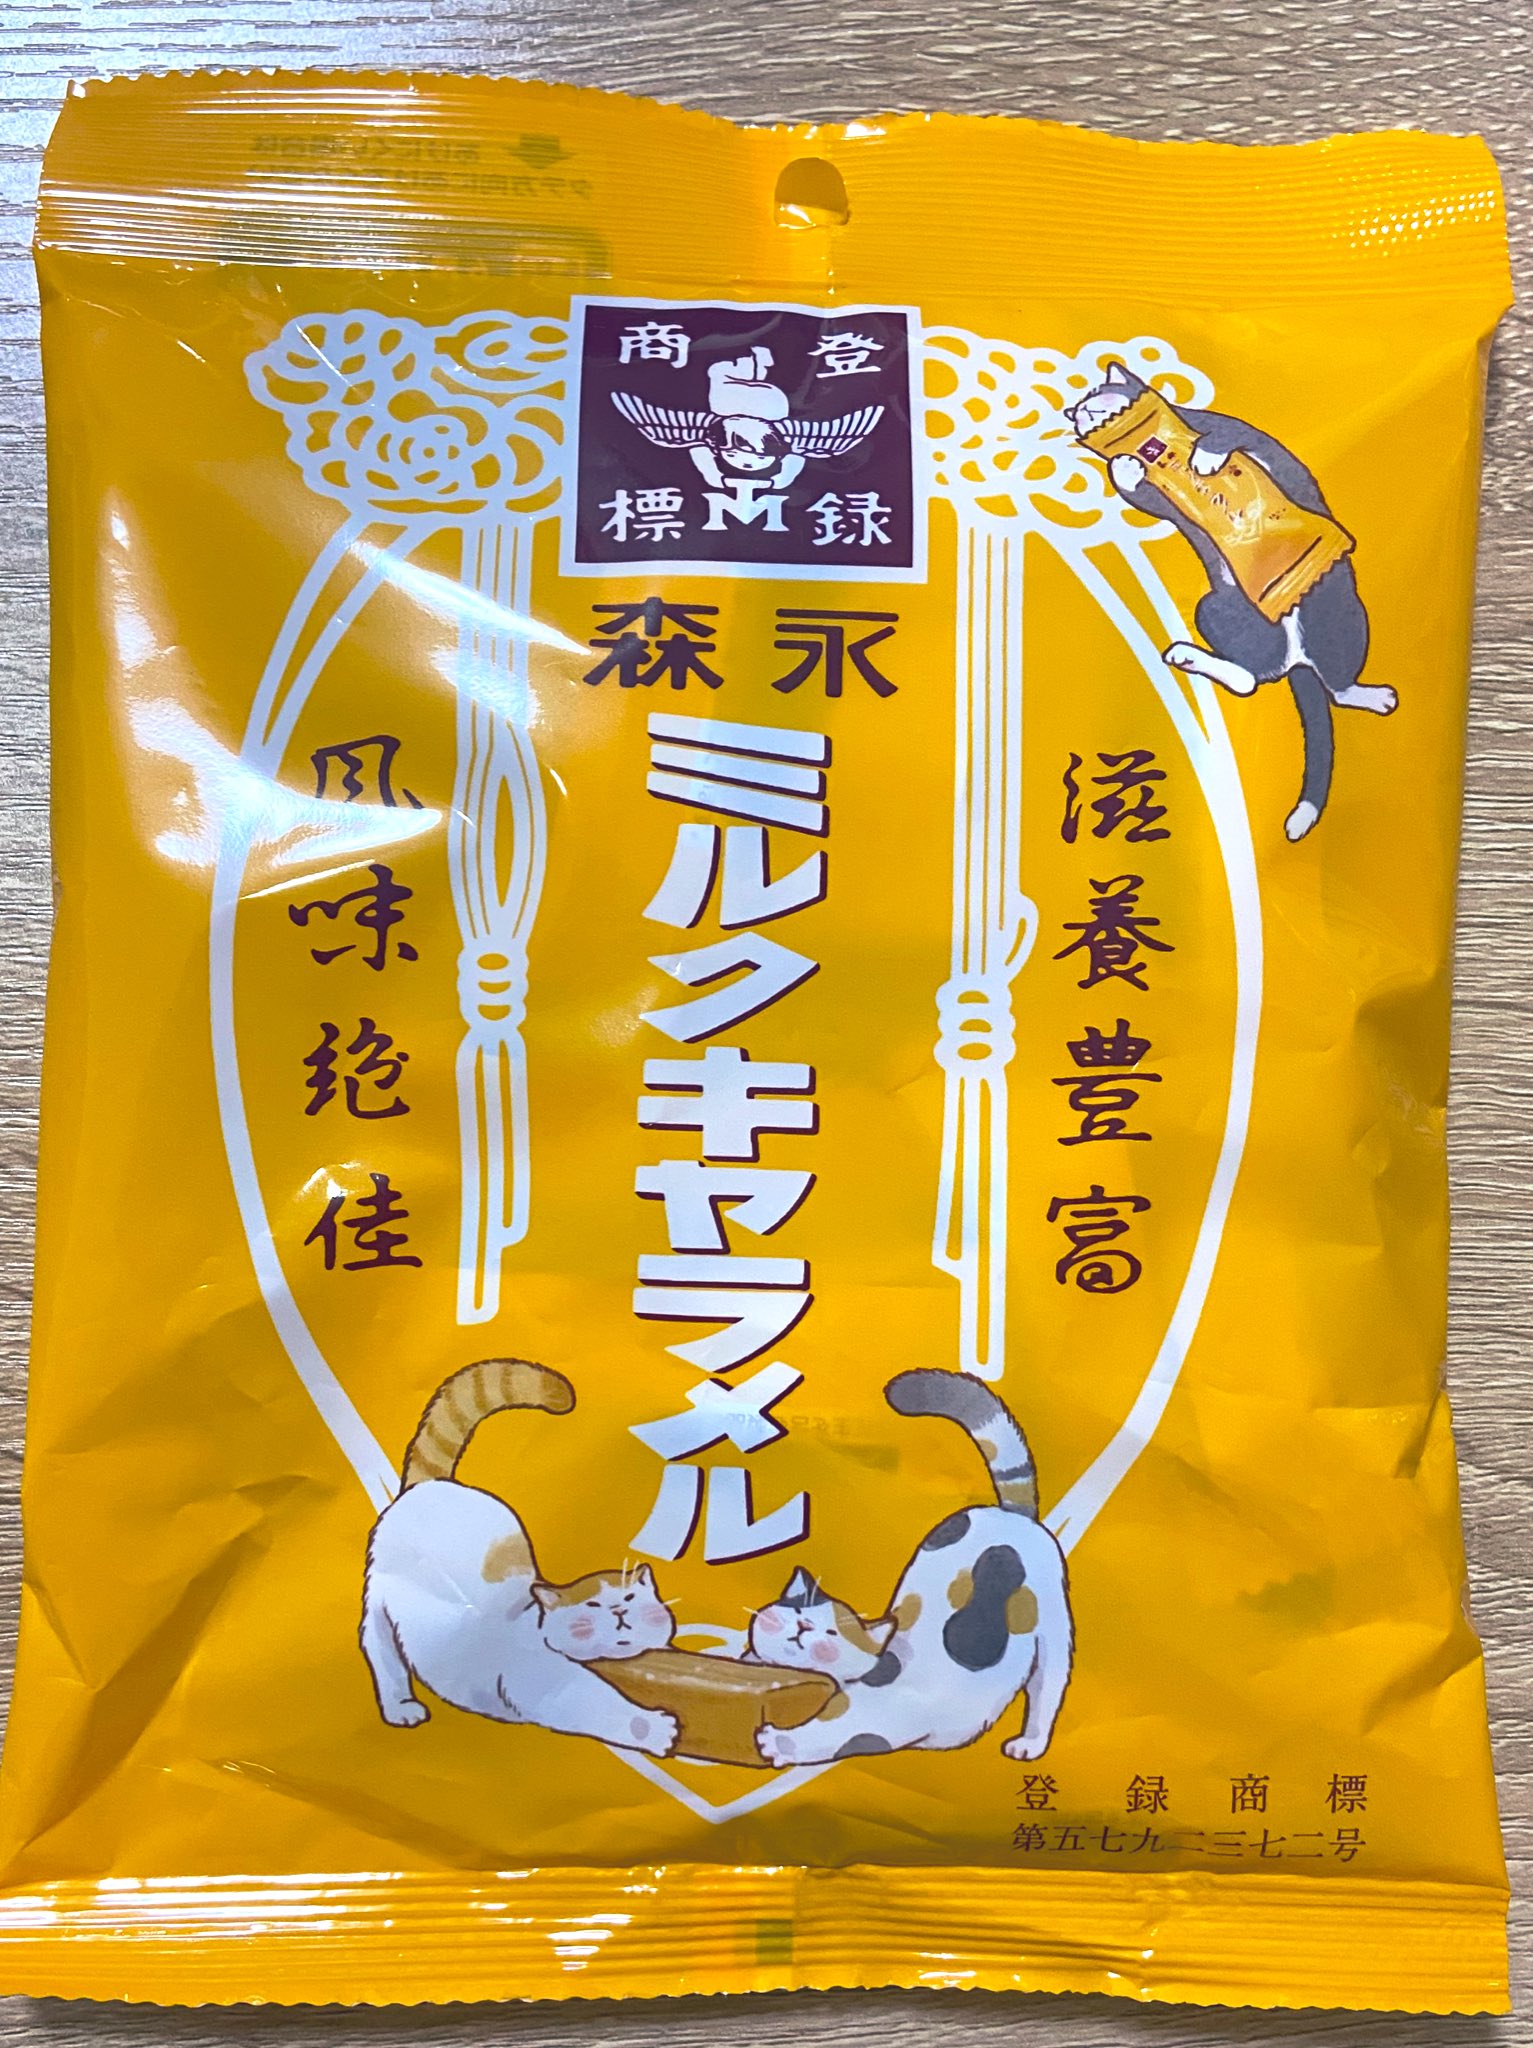 登録
商標
TM
森永
滋養豊富
ミルクキャラメル
風味絶佳
登録商標
第五七九二三七二号